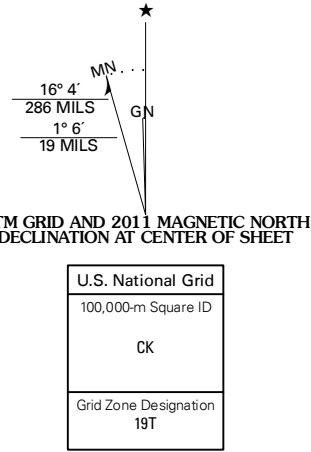 MN
16° 4´
286 MILS
GN
1° 6´
19 MILS
TM GRID AND 2011 MAGNETIC NORTH
DECLINATION AT CENTER OF SHEET
U.S. National Grid
100,000-m Square ID
CK
Grid Zone Designation
19T